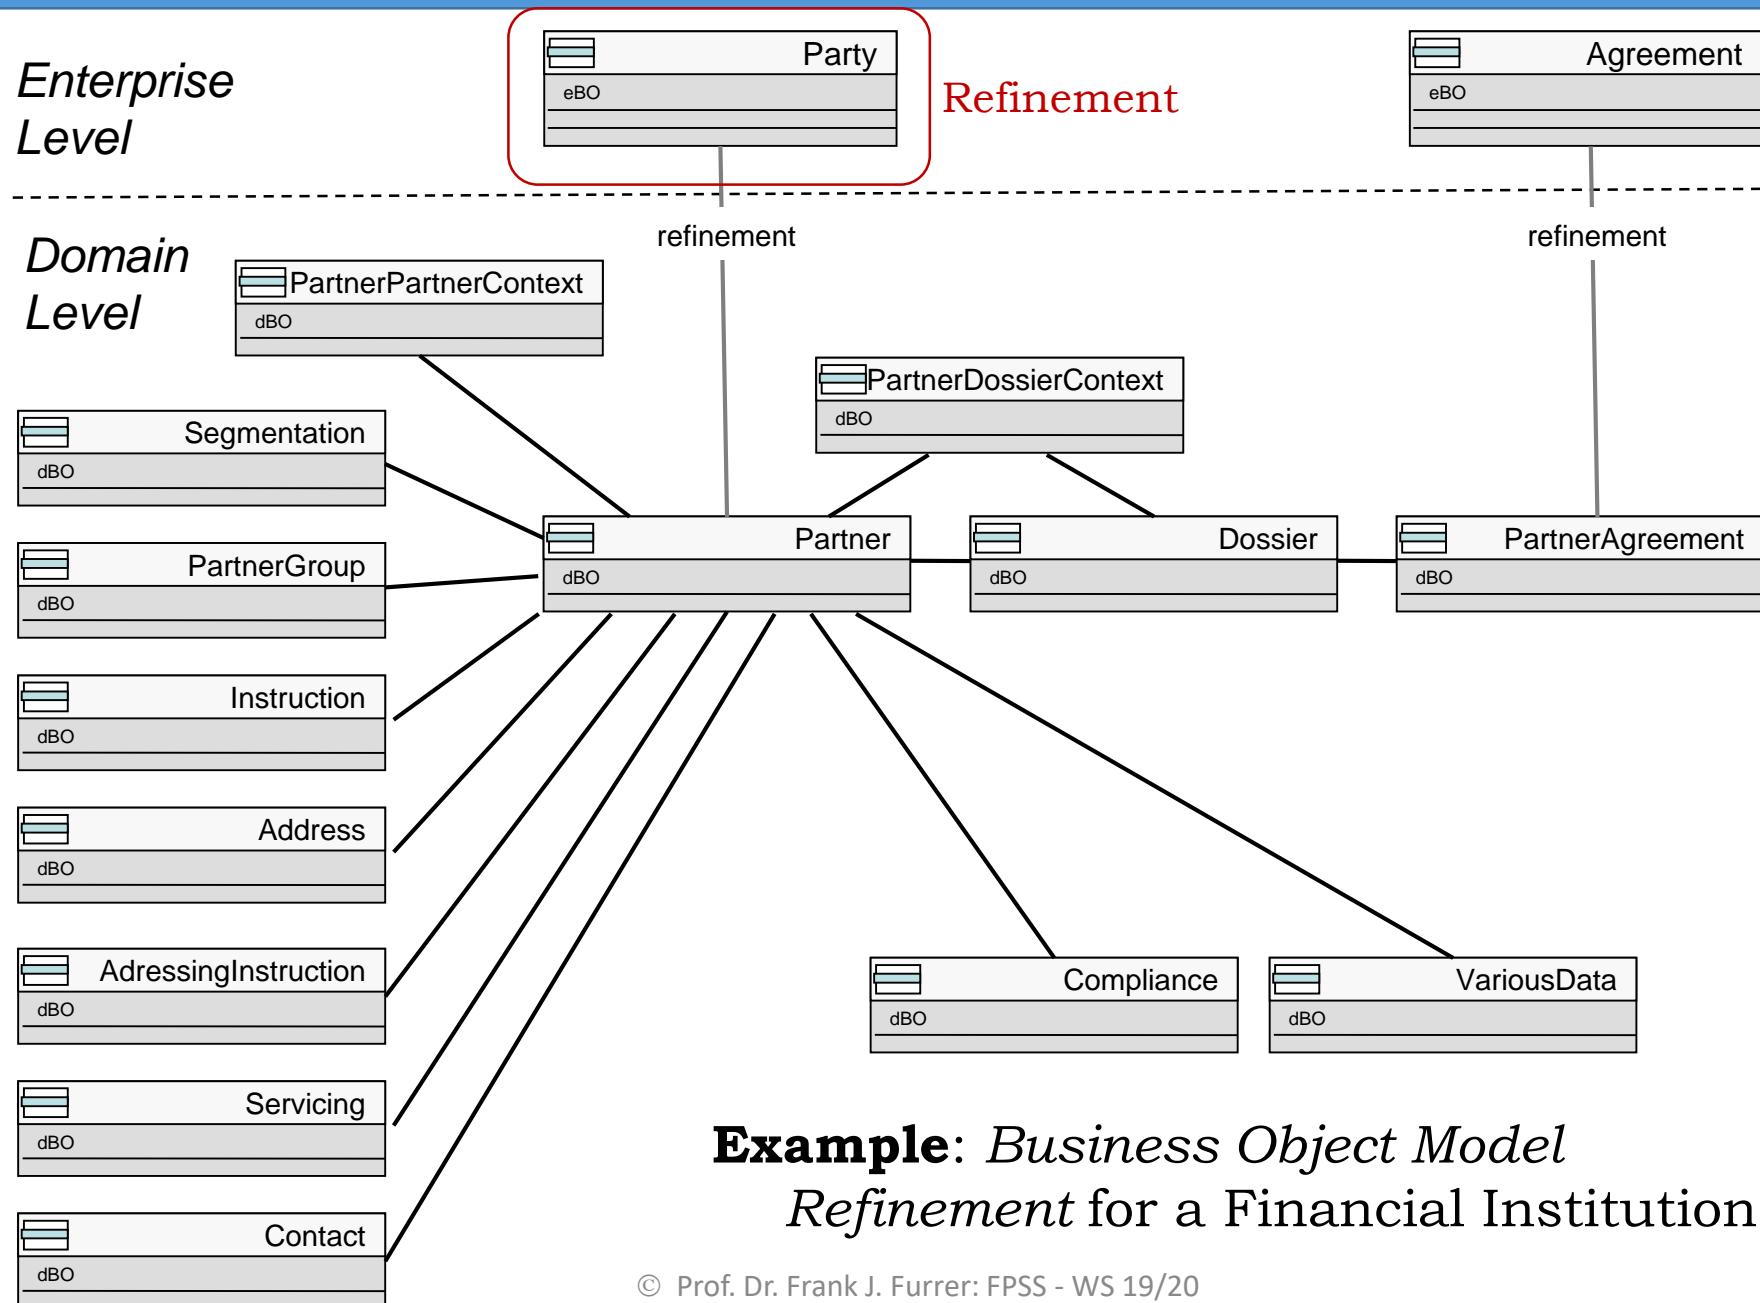 Enterprise
Level
Party
eBO
Refinement
Agreement
eBO
Domain
Level
refinement
refinement
PartnerPartnerContext
dBO
PartnerDossierContext
dBO
Segmentation
dBO
Partner
dBO
Dossier
dBO
PartnerAgreement
dBO
PartnerGroup
dBO
Instruction
dBO
Address
dBO
AdressingInstruction
dBO
Compliance
dBO
VariousData
dBO
Servicing
dBO
Contact
dBO
Example: Business Object Model
Refinement for a Financial Institution
© Prof. Dr. Frank J. Furrer: FPSS - WS 19/20